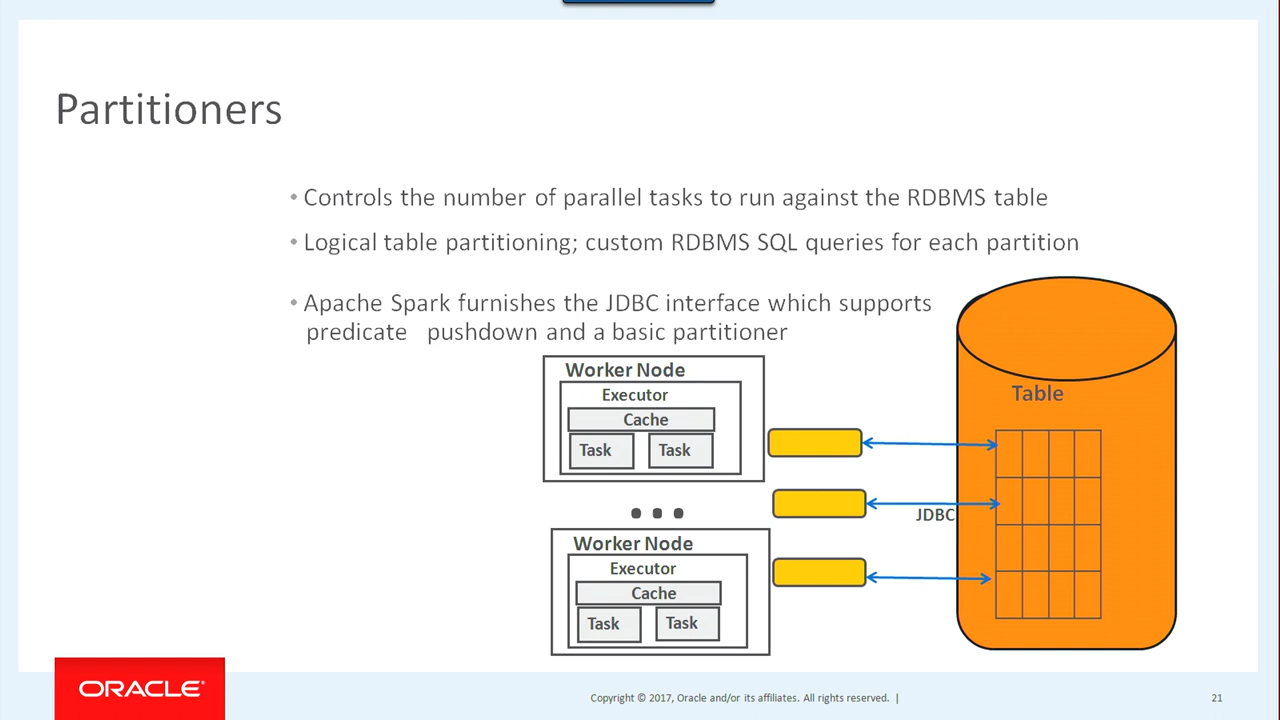 Partitioners
• Controls the number of parallel tasks to run against the RDBMS table
• Logical table partitioning; custom RDBMS SQL queries for each partition
• Apache Spark furnishes the JDBC interface which supports
predicate pushdown and a basic partitioner
Worker Node
Executor
Cache
Task Task
Table
JDBC
Worker Node
Executor
Cache
Task Task
ORACLE®
Copyright © 2017, Oracle and/or its affiliates. All rights reserved. |
21